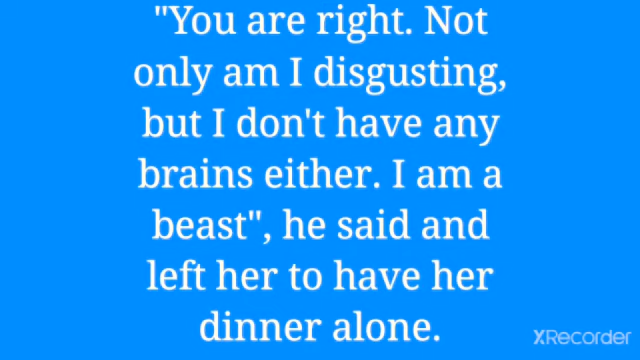 "You are right. Not
only am I disgusting,
but I don't have any
brains either. I am a
beast", he said and
left her to have her
dinner alone.
XRecorder